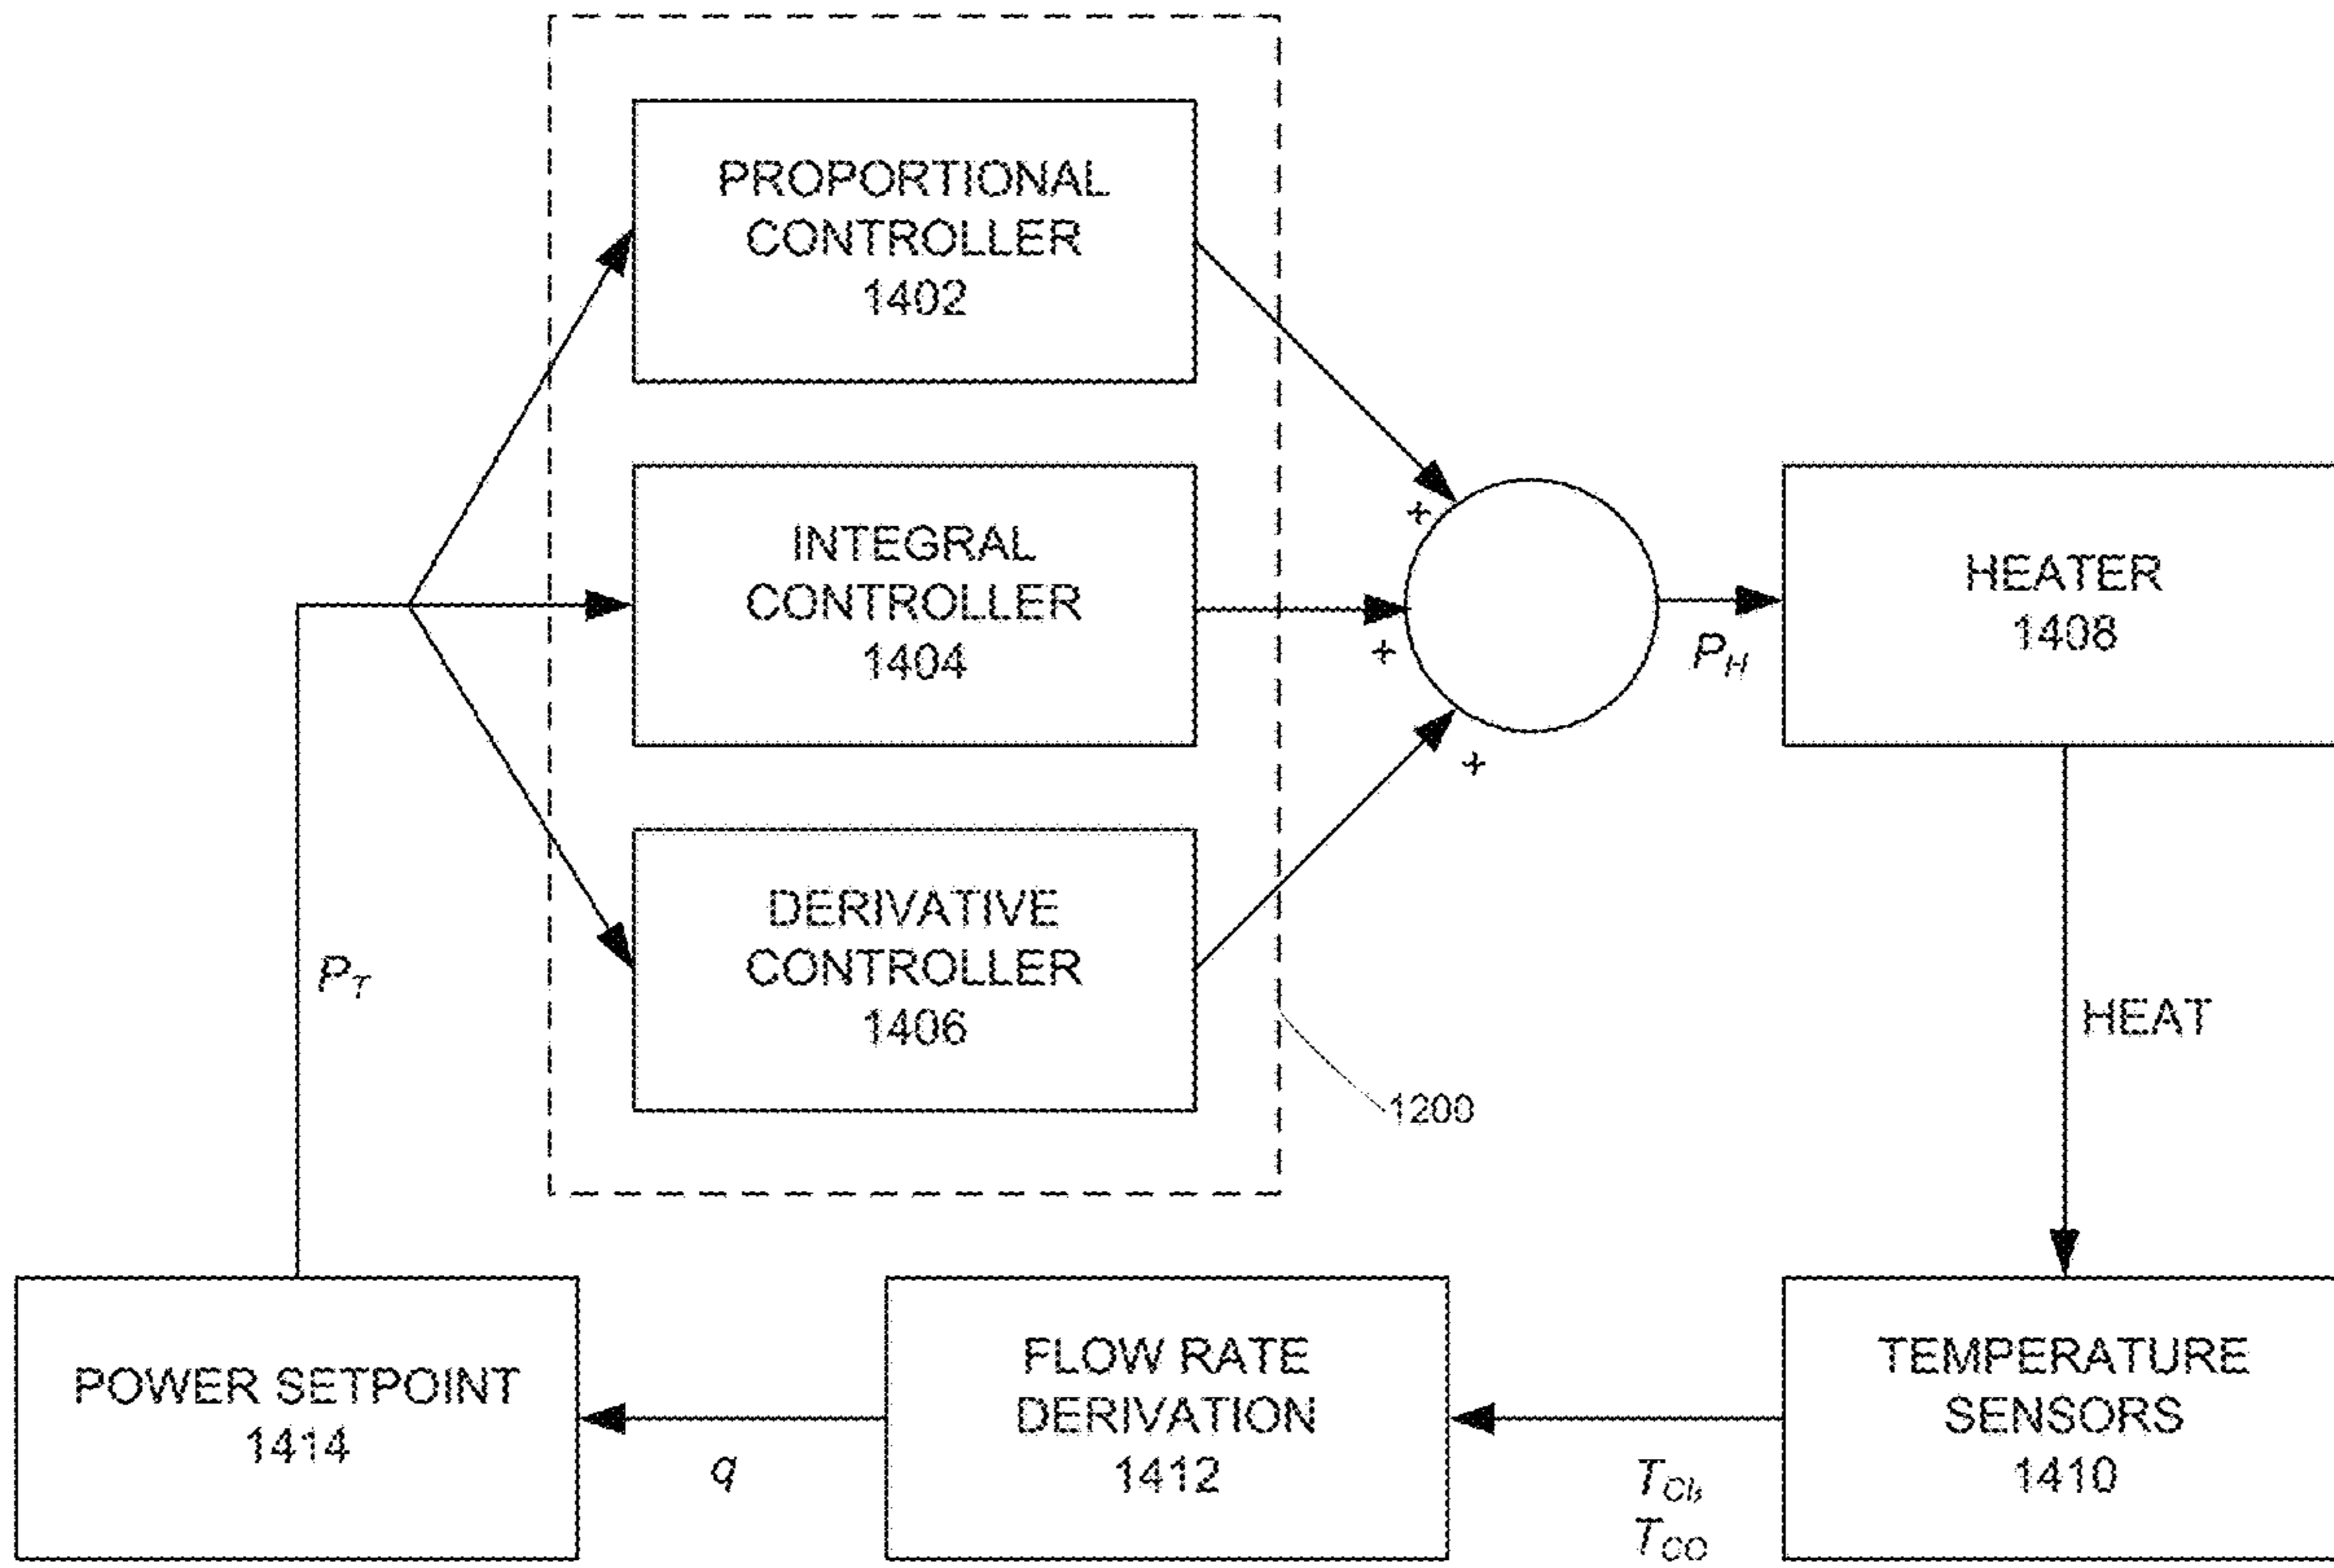 PROPORTIONAL
CONTROLLER
1402
INTEGRAL
CONTROLLER
1404
DERIVATIVE
CONTROLLER
1406
+
+
+
P_H
HEATER
1408
HEAT
1200
P_T
POWER SETPOINT
1414
q
FLOW RATE
DERIVATION
1412
T_CI,
T_CO
TEMPERATURE
SENSORS
1410